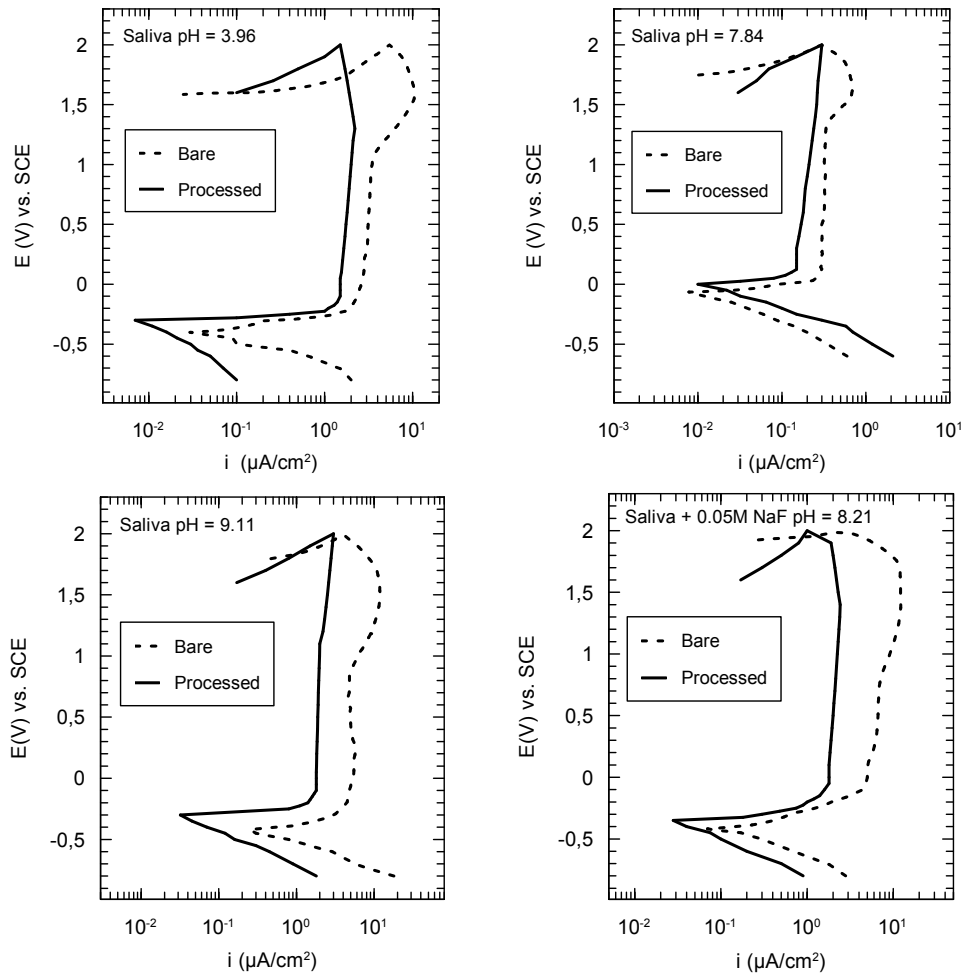 Saliva pH = 3.96
2
1,5
1
0,5
0
-0,5
E (V) vs. SCE
Bare
Processed
10-2
10-1
100
101
i (µA/cm2)
Saliva pH = 7.84
2
1,5
1
0,5
0
-0,5
E (V) vs. SCE
Bare
Processed
10-3
10-2
10-1
100
101
i (µA/cm2)
Saliva pH = 9.11
2
1,5
1
0,5
0
-0,5
E(V) vs. SCE
Bare
Processed
10-2
10-1
100
101
i (µA/cm2)
Saliva + 0.05M NaF pH = 8.21
2
1,5
1
0,5
0
-0,5
E(V) vs. SCE
Bare
Processed
10-2
10-1
100
101
i (µA/cm2)